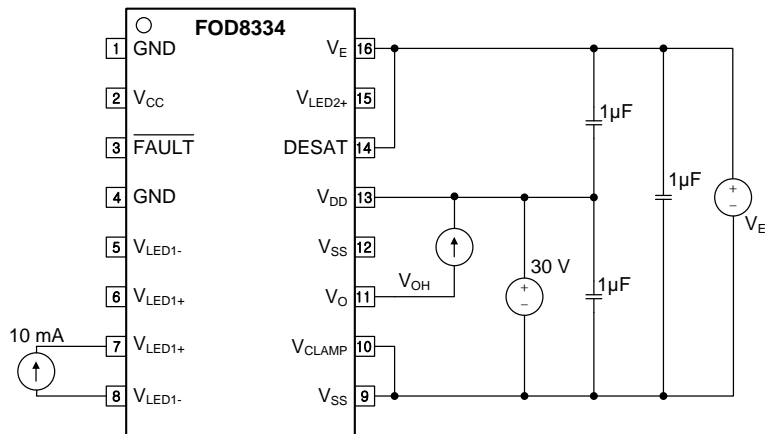 FOD8334
1 GND
2 VCC
3 FAULT
4 GND
5 VLED1-
6 VLED1+
7 VLED1+
8 VLED1-
10 mA
VE 16
VLED2+ 15
DESAT 14
VDD 13
VSS 12
VO 11
VCLAMP 10
VSS 9
VOH
30 V
+
−
1µF
1µF
1µF
+
−
VE